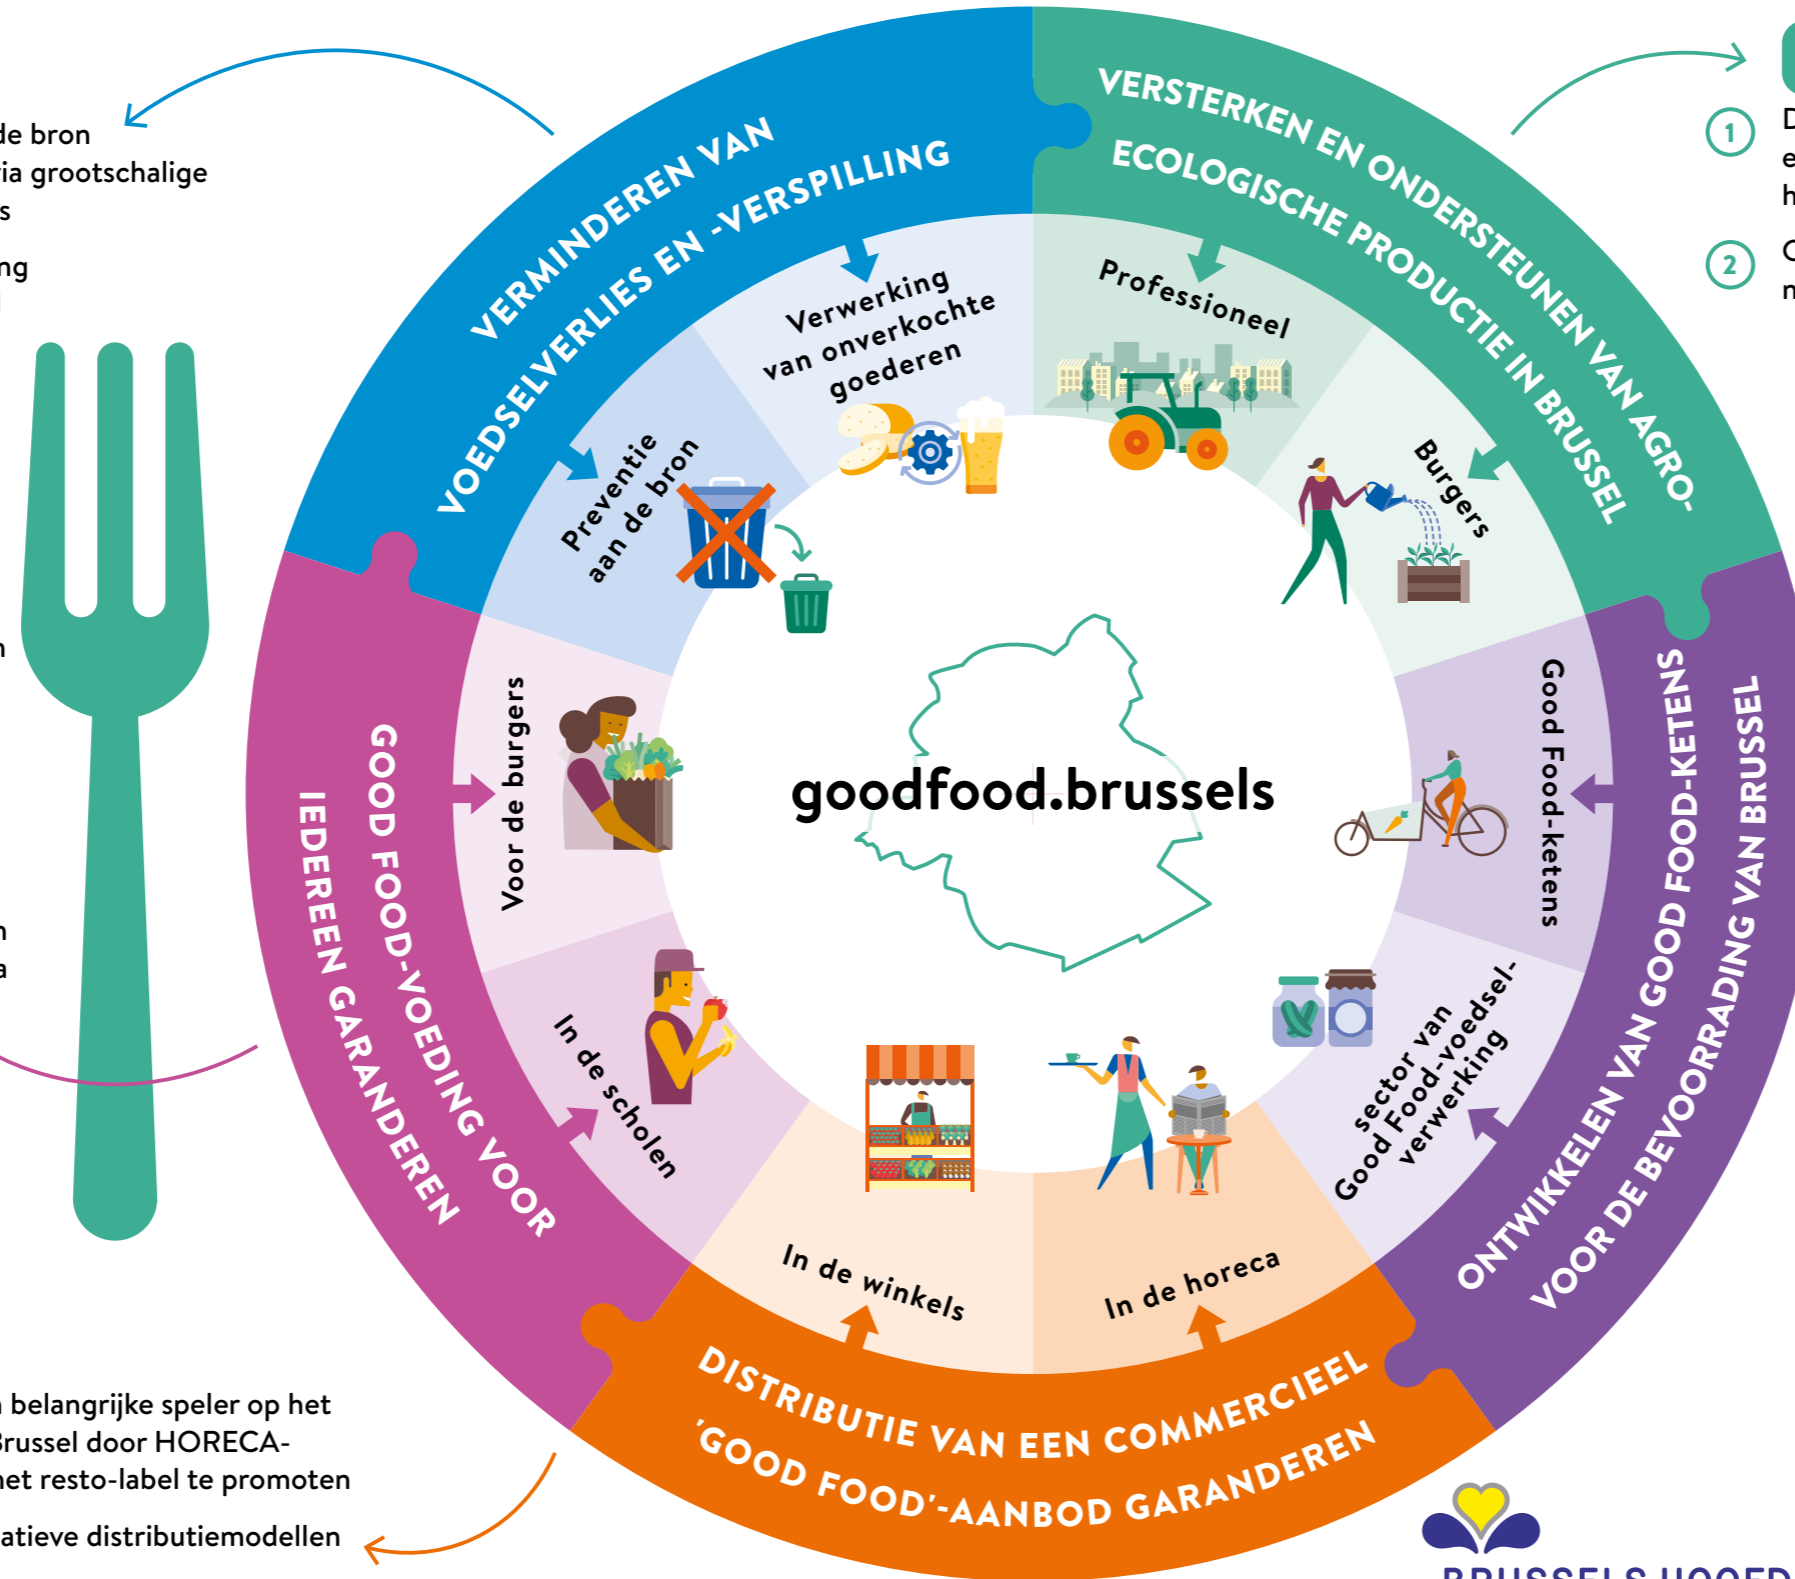 de bron
via grootschalige
s
ng
VERMINDEREN VAN
VOEDSELVERLIES EN -VERSPILLING
Verwerking
van onverkochte
goederen
Preventie
aan de bron
VERSTERKEN EN ONDERSTEUNEN VAN AGRO-
ECOLOGISCHE PRODUCTIE IN BRUSSEL
Professioneel
Burgers
1
D
e
h
2
n
ONTWIKKELEN VAN GOOD FOOD-KETENS
VOOR DE BEVOORRADING VAN BRUSSEL
Good Food-ketens
sector van
Good Food-voedsel-
verwerking
goodfood.brussels
GOOD FOOD-VOEDING VOOR
IEDEREEN GARANDEREN
Voor de burgers
In de scholen
n
n
a
In de winkels
In de horeca
DISTRIBUTIE VAN EEN COMMERCIEEL
'GOOD FOOD'-AANBOD GARANDEREN
n belangrijke speler op het
Brussel door HORECA-
het resto-label te promoten
atieve distributiemodellen
BRUSSELS HOOFD